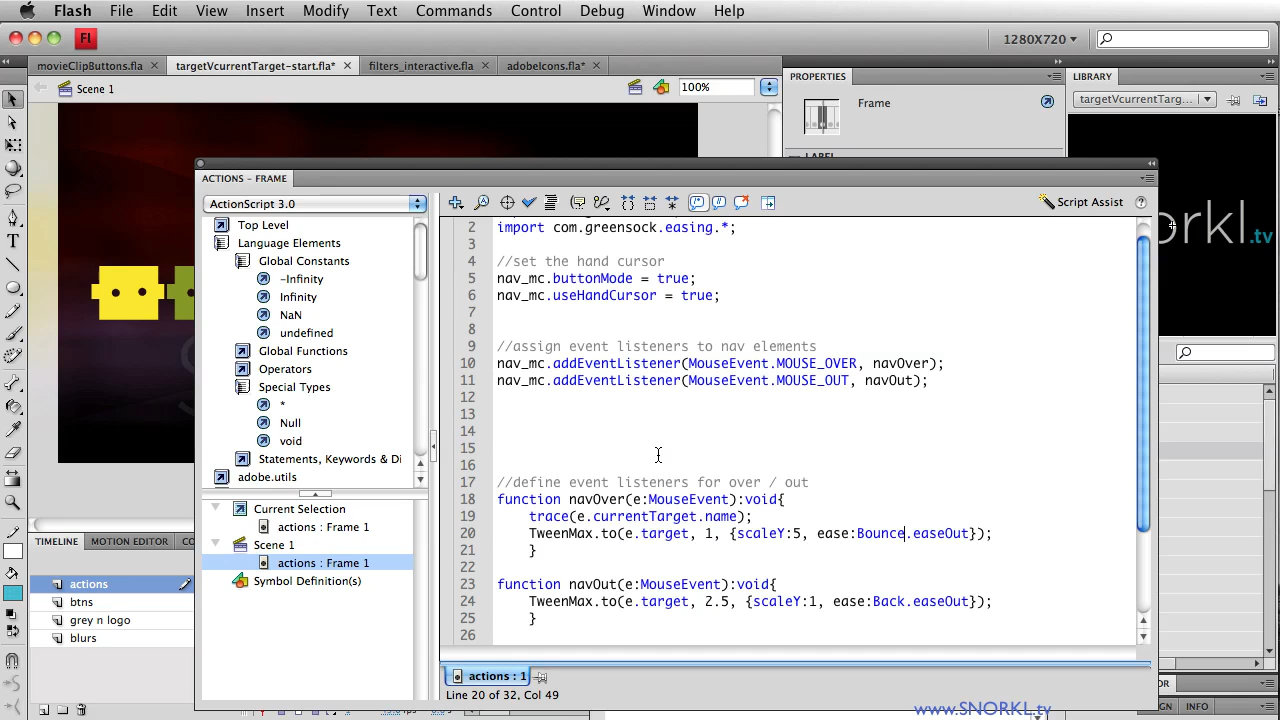 Flash File Edit View Insert Modify Text Commands Control Debug Window Help
Fl
1280X720
movieClipButtons.fla
targetVcurrentTarget-start.fla*
filters_interactive.fla
adobeIcons.fla*
Scene 1
100%
PROPERTIES
LIBRARY
Frame
targetVcurrentTarg...
LABEL
orkl.tv
ACTIONS - FRAME
ActionScript 3.0
Script Assist
Top Level
Language Elements
Global Constants
-Infinity
Infinity
NaN
undefined
Global Functions
Operators
Special Types
*
Null
void
Statements, Keywords & Di
adobe.utils
Current Selection
actions : Frame 1
Scene 1
actions : Frame 1
Symbol Definition(s)
2 import com.greensock.easing.*;
3
4 //set the hand cursor
5 nav_mc.buttonMode = true;
6 nav_mc.useHandCursor = true;
7
8
9 //assign event listeners to nav elements
10 nav_mc.addEventListener(MouseEvent.MOUSE_OVER, navOver);
11 nav_mc.addEventListener(MouseEvent.MOUSE_OUT, navOut);
12
13
14
15
16
17 //define event listeners for over / out
18 function navOver(e:MouseEvent):void{
19 trace(e.currentTarget.name);
20 TweenMax.to(e.target, 1, {scaleY:5, ease:Bounce.easeOut});
21 }
22
23 function navOut(e:MouseEvent):void{
24 TweenMax.to(e.target, 2.5, {scaleY:1, ease:Back.easeOut});
25 }
26
actions : 1
Line 20 of 32, Col 49
TIMELINE
MOTION EDITOR
actions
btns
grey n logo
blurs
INFO
www.SNORKL.tv